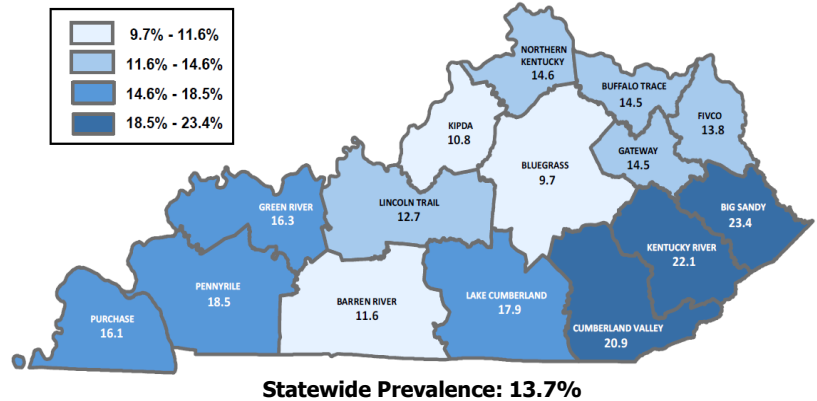 9.7% - 11.6%
11.6% - 14.6%
14.6% - 18.5%
18.5% - 23.4%
NORTHERN
KENTUCKY
14.6
BUFFALO TRACE
14.5
FIVCO
13.8
KIPDA
10.8
GATEWAY
14.5
BLUEGRASS
9.7
GREEN RIVER
16.3
LINCOLN TRAIL
12.7
BIG SANDY
23.4
KENTUCKY RIVER
22.1
PENNYRILE
18.5
BARREN RIVER
11.6
LAKE CUMBERLAND
17.9
PURCHASE
16.1
CUMBERLAND VALLEY
20.9
Statewide Prevalence: 13.7%